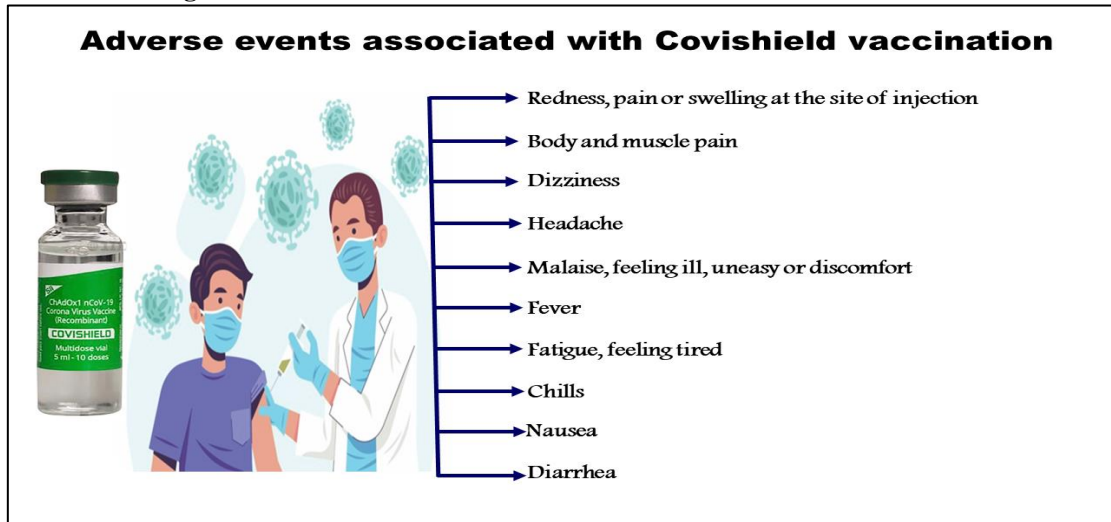 Adverse events associated with Covishield vaccination
Redness, pain or swelling at the site of injection
Body and muscle pain
Dizziness
Headache
Malaise, feeling ill, uneasy or discomfort
Fever
Fatigue, feeling tired
Chills
Nausea
Diarrhea
ChAdOx1 nCoV-19
Corona Virus Vaccine
(Recombinant)
COVISHIELD
Multidose vial
5 ml - 10 doses